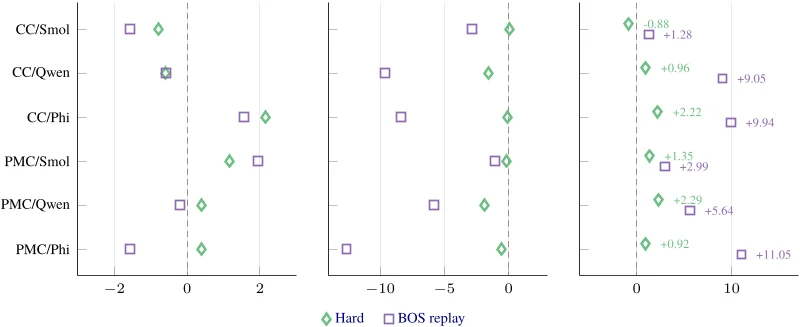 CC/Smol
CC/Qwen
CC/Phi
PMC/Smol
PMC/Qwen
PMC/Phi
−2 0 2
−10 −5 0
-0.88
+1.28
+0.96
+9.05
+2.22
+9.94
+1.35
+2.99
+2.29
+5.64
+0.92
+11.05
0 10
Hard BOS replay